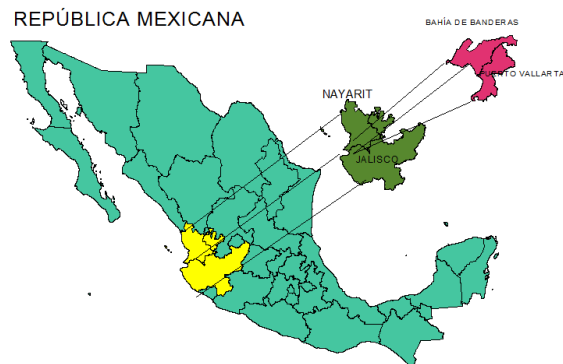 REPÚBLICA MEXICANA
BAHÍA DE BANDERAS
PUERTO VALLARTA
NAYARIT
JALISCO